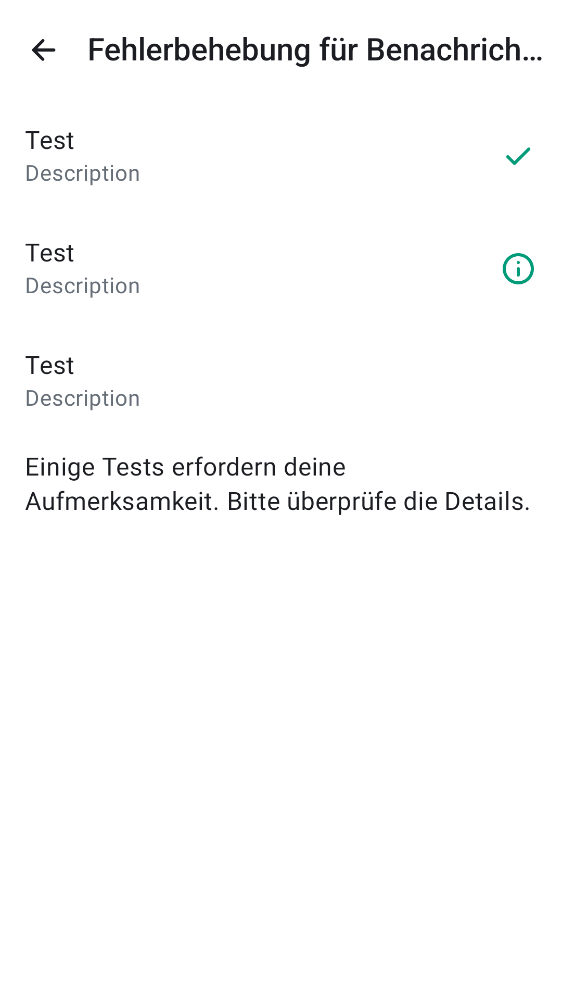 Fehlerbehebung für Benachrich...
Test
Description
Test
Description
Test
Description
Einige Tests erfordern deine
Aufmerksamkeit. Bitte überprüfe die Details.